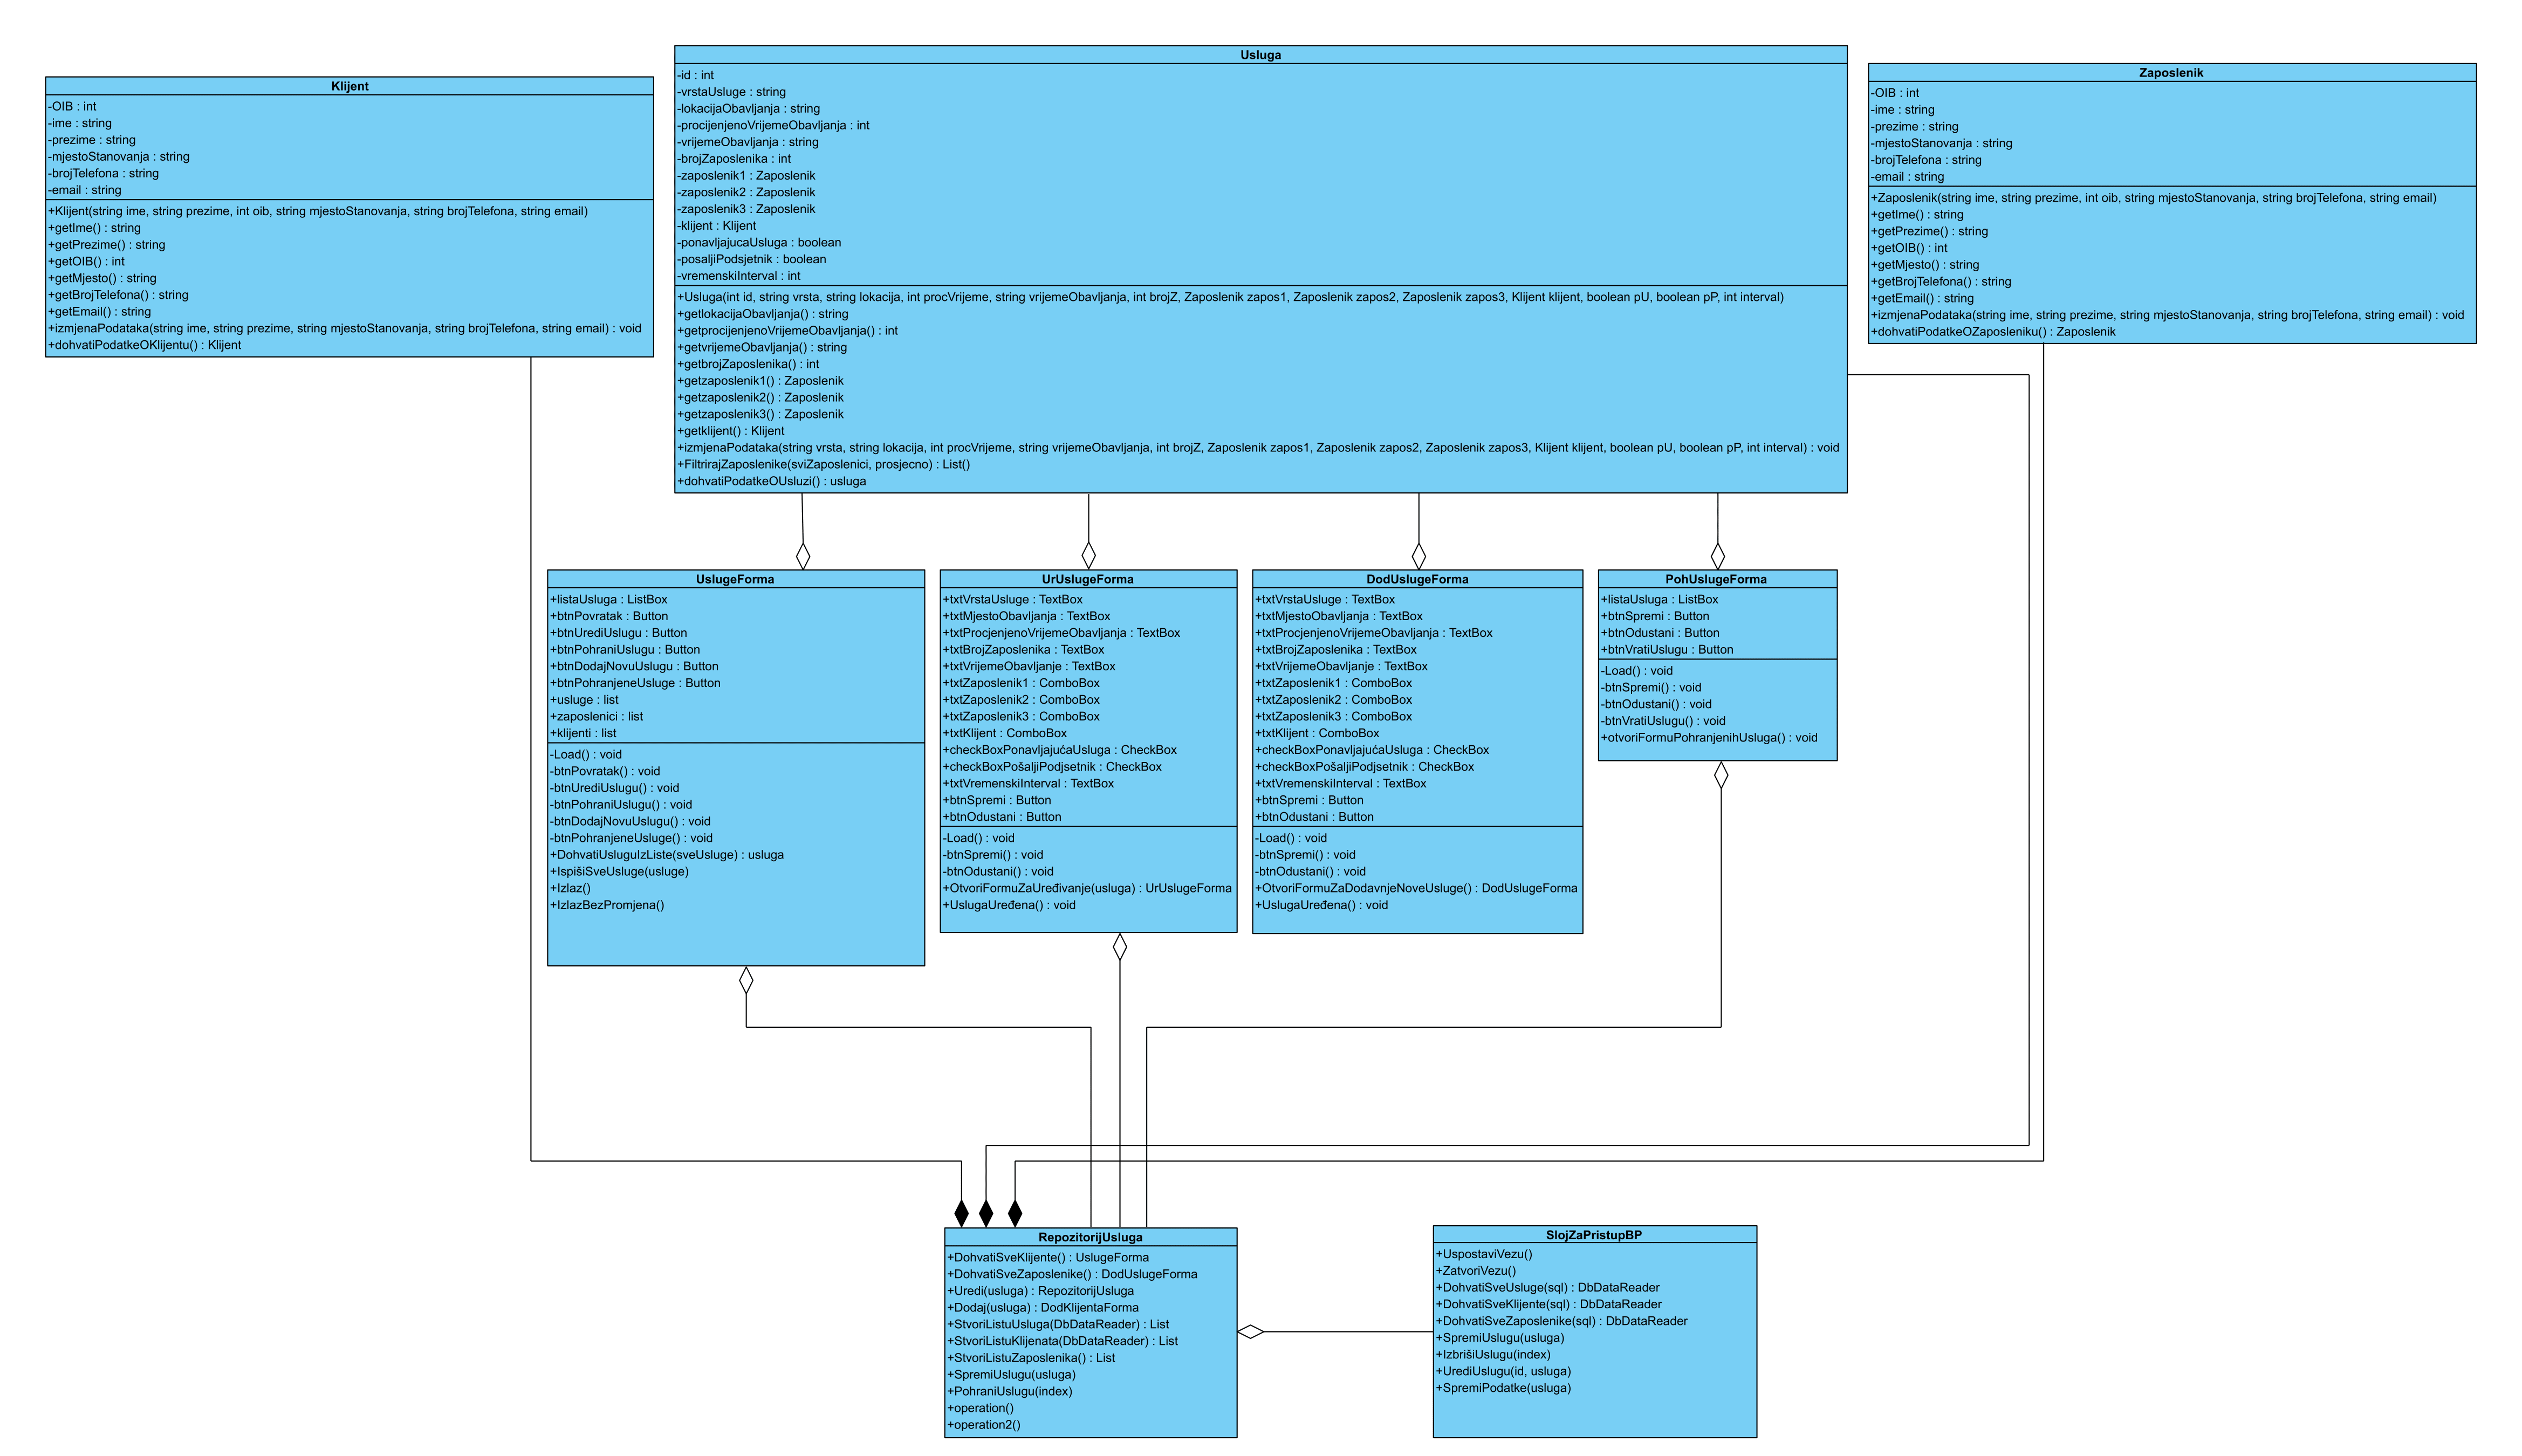 Klijent
-OIB : int
-ime : string
-prezime : string
-mjestoStanovanja : string
-brojTelefona : string
-email : string
+Klijent(string ime, string prezime, int oib, string mjestoStanovanja, string brojTelefona, string email)
+getIme() : string
+getPrezime() : string
+getOIB() : int
+getMjesto() : string
+getBrojTelefona() : string
+getEmail() : string
+izmjenaPodataka(string ime, string prezime, string mjestoStanovanja, string brojTelefona, string email) : void
+dohvatiPodatkeOKlijentu() : Klijent
Usluga
-id : int
-vrstaUsluge : string
-lokacijaObavljanja : string
-procijenjenoVrijemeObavljanja : int
-vrijemeObavljanja : string
-brojZaposlenika : int
-zaposlenik1 : Zaposlenik
-zaposlenik2 : Zaposlenik
-zaposlenik3 : Zaposlenik
-klijent : Klijent
-ponavljajucaUsluga : boolean
-posaljiPodsjetnik : boolean
-vremenskiInterval : int
+Usluga(int id, string vrsta, string lokacija, int procVrijeme, string vrijemeObavljanja, int brojZ, Zaposlenik zapos1, Zaposlenik zapos2, Zaposlenik zapos3, Klijent klijent, boolean pU, boolean pP, int interval)
+getlokacijaObavljanja() : string
+getprocijenjenoVrijemeObavljanja() : int
+getvrijemeObavljanja() : string
+getbrojZaposlenika() : int
+getzaposlenik1() : Zaposlenik
+getzaposlenik2() : Zaposlenik
+getzaposlenik3() : Zaposlenik
+getklijent() : Klijent
+izmjenaPodataka(string vrsta, string lokacija, int procVrijeme, string vrijemeObavljanja, int brojZ, Zaposlenik zapos1, Zaposlenik zapos2, Zaposlenik zapos3, Klijent klijent, boolean pU, boolean pP, int interval) : void
+FiltrirajZaposlenike(sviZaposlenici, prosjecno) : List()
+dohvatiPodatkeOUsluzi() : usluga
Zaposlenik
-OIB : int
-ime : string
-prezime : string
-mjestoStanovanja : string
-brojTelefona : string
-email : string
+Zaposlenik(string ime, string prezime, int oib, string mjestoStanovanja, string brojTelefona, string email)
+getIme() : string
+getPrezime() : string
+getOIB() : int
+getMjesto() : string
+getBrojTelefona() : string
+getEmail() : string
+izmjenaPodataka(string ime, string prezime, string mjestoStanovanja, string brojTelefona, string email) : void
+dohvatiPodatkeOZaposleniku() : Zaposlenik
UslugeForma
+listaUsluga : ListBox
+btnPovratak : Button
+btnUrediUslugu : Button
+btnPohraniUslugu : Button
+btnDodajNovuUslugu : Button
+btnPohranjeneUsluge : Button
+usluge : list
+zaposlenici : list
+klijenti : list
-Load() : void
-btnPovratak() : void
-btnUrediUslugu() : void
-btnPohraniUslugu() : void
-btnDodajNovuUslugu() : void
-btnPohranjeneUsluge() : void
+DohvatiUsluguIzListe(sveUsluge) : usluga
+IspišiSveUsluge(usluge)
+Izlaz()
+IzlazBezPromjena()
UrUslugeForma
+txtVrstaUsluge : TextBox
+txtMjestoObavljanja : TextBox
+txtProcjenjenoVrijemeObavljanja : TextBox
+txtBrojZaposlenika : TextBox
+txtVrijemeObavljanje : TextBox
+txtZaposlenik1 : ComboBox
+txtZaposlenik2 : ComboBox
+txtZaposlenik3 : ComboBox
+txtKlijent : ComboBox
+checkBoxPonavljajućaUsluga : CheckBox
+checkBoxPošaljiPodjsetnik : CheckBox
+txtVremenskiInterval : TextBox
+btnSpremi : Button
+btnOdustani : Button
-Load() : void
-btnSpremi() : void
-btnOdustani() : void
+OtvoriFormuZaUređivanje(usluga) : UrUslugeForma
+UslugaUređena() : void
DodUslugeForma
+txtVrstaUsluge : TextBox
+txtMjestoObavljanja : TextBox
+txtProcjenjenoVrijemeObavljanja : TextBox
+txtBrojZaposlenika : TextBox
+txtVrijemeObavljanje : TextBox
+txtZaposlenik1 : ComboBox
+txtZaposlenik2 : ComboBox
+txtZaposlenik3 : ComboBox
+txtKlijent : ComboBox
+checkBoxPonavljajućaUsluga : CheckBox
+checkBoxPošaljiPodjsetnik : CheckBox
+txtVremenskiInterval : TextBox
+btnSpremi : Button
+btnOdustani : Button
-Load() : void
-btnSpremi() : void
-btnOdustani() : void
+OtvoriFormuZaDodavnjeNoveUsluge() : DodUslugeForma
+UslugaUređena() : void
PohUslugeForma
+listaUsluga : ListBox
+btnSpremi : Button
+btnOdustani : Button
+btnVratiUslugu : Button
-Load() : void
-btnSpremi() : void
-btnOdustani() : void
-btnVratiUslugu() : void
+otvoriFormuPohranjenihUsluga() : void
RepozitorijUsluga
+DohvatiSveKlijente() : UslugeForma
+DohvatiSveZaposlenike() : DodUslugeForma
+Uredi(usluga) : RepozitorijUsluga
+Dodaj(usluga) : DodKlijentaForma
+StvoriListuUsluga(DbDataReader) : List
+StvoriListuKlijenata(DbDataReader) : List
+StvoriListuZaposlenika() : List
+SpremiUslugu(usluga)
+PohraniUslugu(index)
+operation()
+operation2()
SlojZaPristupBP
+UspostaviVezu()
+ZatvoriVezu()
+DohvatiSveUsluge(sql) : DbDataReader
+DohvatiSveKlijente(sql) : DbDataReader
+DohvatiSveZaposlenike(sql) : DbDataReader
+SpremiUslugu(usluga)
+IzbrišiUslugu(index)
+UrediUslugu(id, usluga)
+SpremiPodatke(usluga)